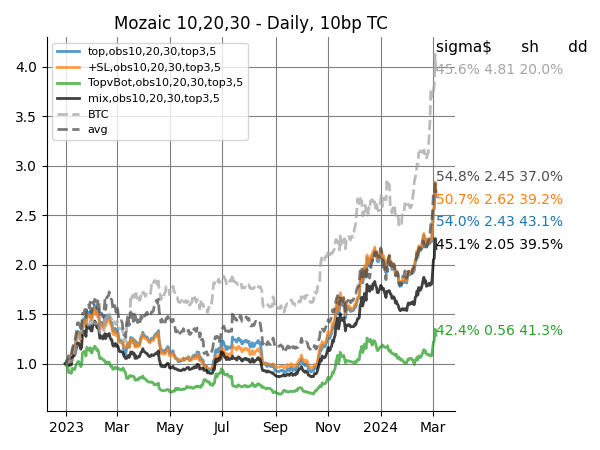 Mozaic 10,20,30 - Daily, 10bp TC
sigma$ sh dd
top,obs10,20,30,top3,5
+SL,obs10,20,30,top3,5
TopvBot,obs10,20,30,top3,5
mix,obs10,20,30,top3,5
BTC
avg
45.6% 4.81 20.0%
54.8% 2.45 37.0%
50.7% 2.62 39.2%
54.0% 2.43 43.1%
45.1% 2.05 39.5%
42.4% 0.56 41.3%
4.0
3.5
3.0
2.5
2.0
1.5
1.0
2023 Mar May Jul Sep Nov 2024 Mar